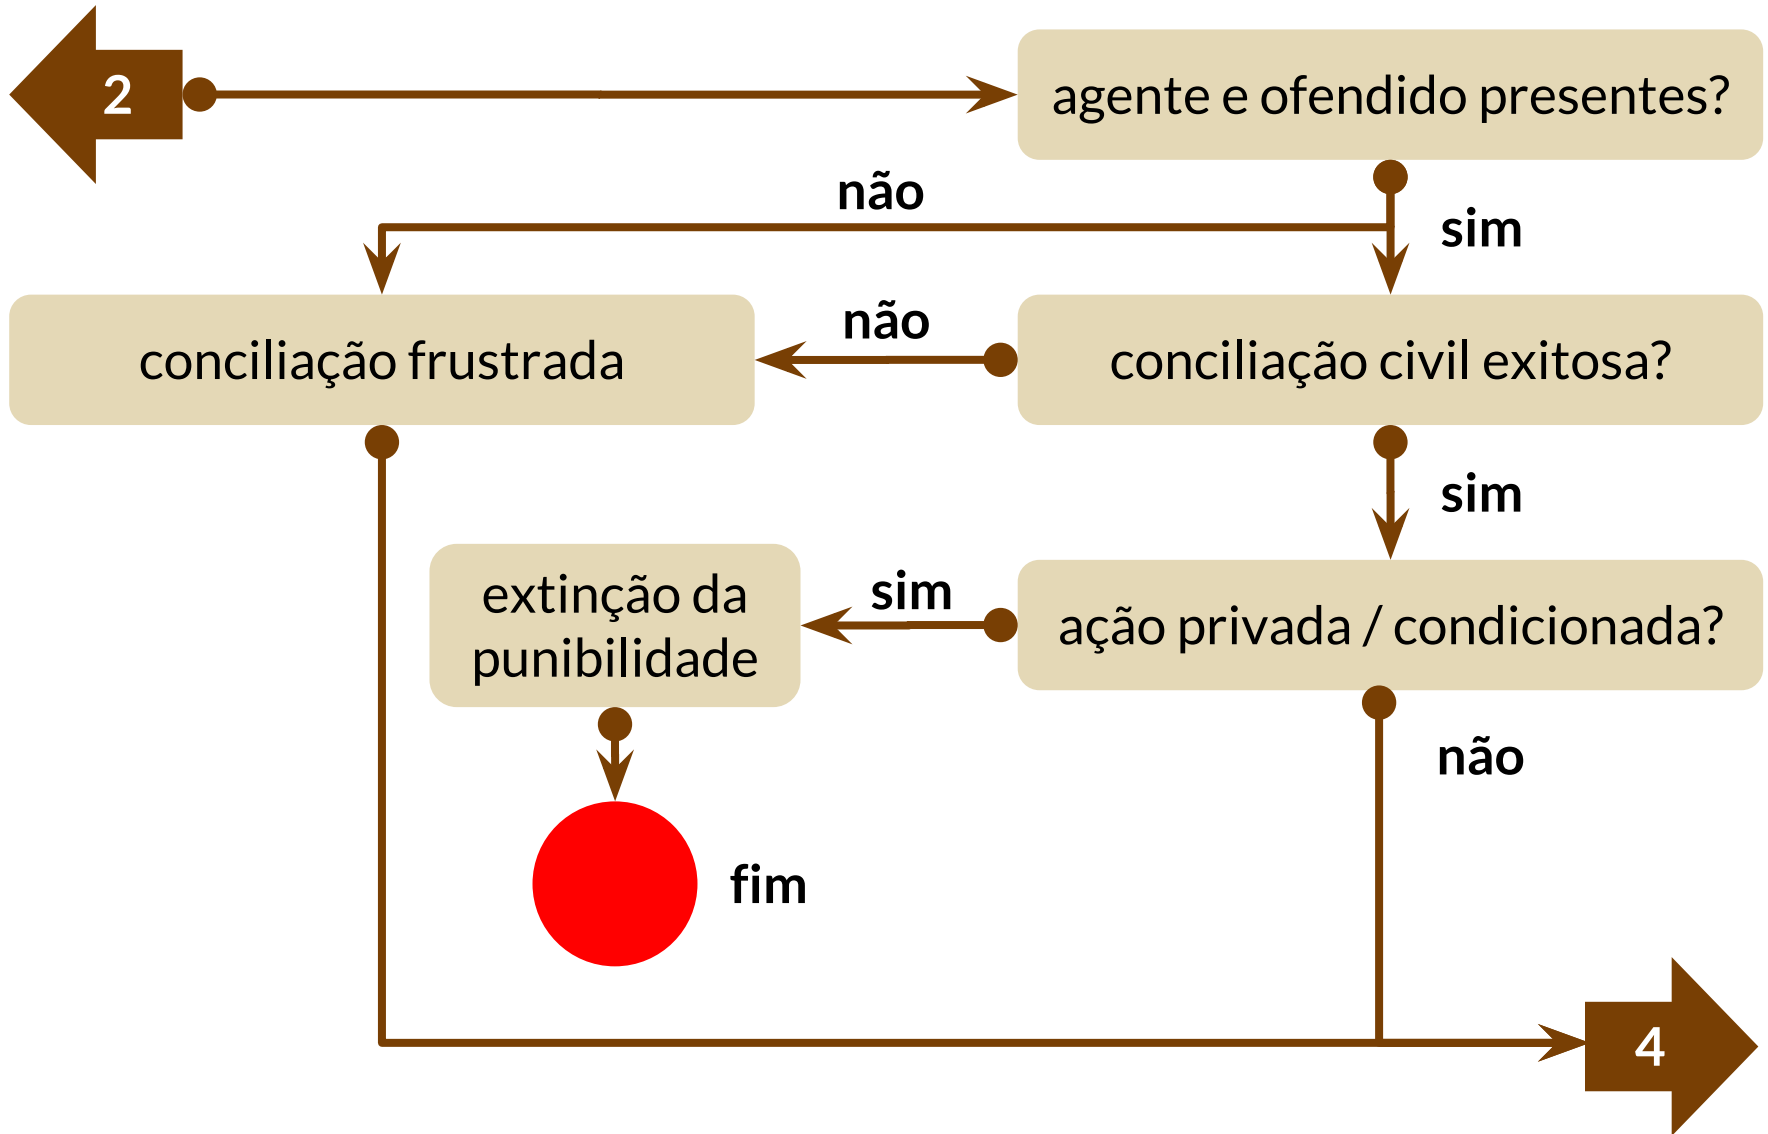 2
agente e ofendido presentes?
não
sim
conciliação frustrada
não
conciliação civil exitosa?
sim
extinção da
punibilidade
sim
ação privada / condicionada?
não
fim
4